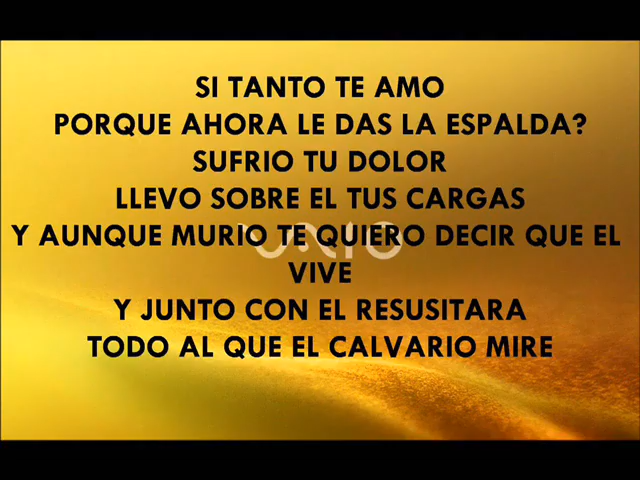 SI TANTO TE AMO
PORQUE AHORA LE DAS LA ESPALDA?
SUFRIO TU DOLOR
LLEVO SOBRE EL TUS CARGAS
Y AUNQUE MURIO TE QUIERO DECIR QUE EL
VIVE
Y JUNTO CON EL RESUSITARA
TODO AL QUE EL CALVARIO MIRE